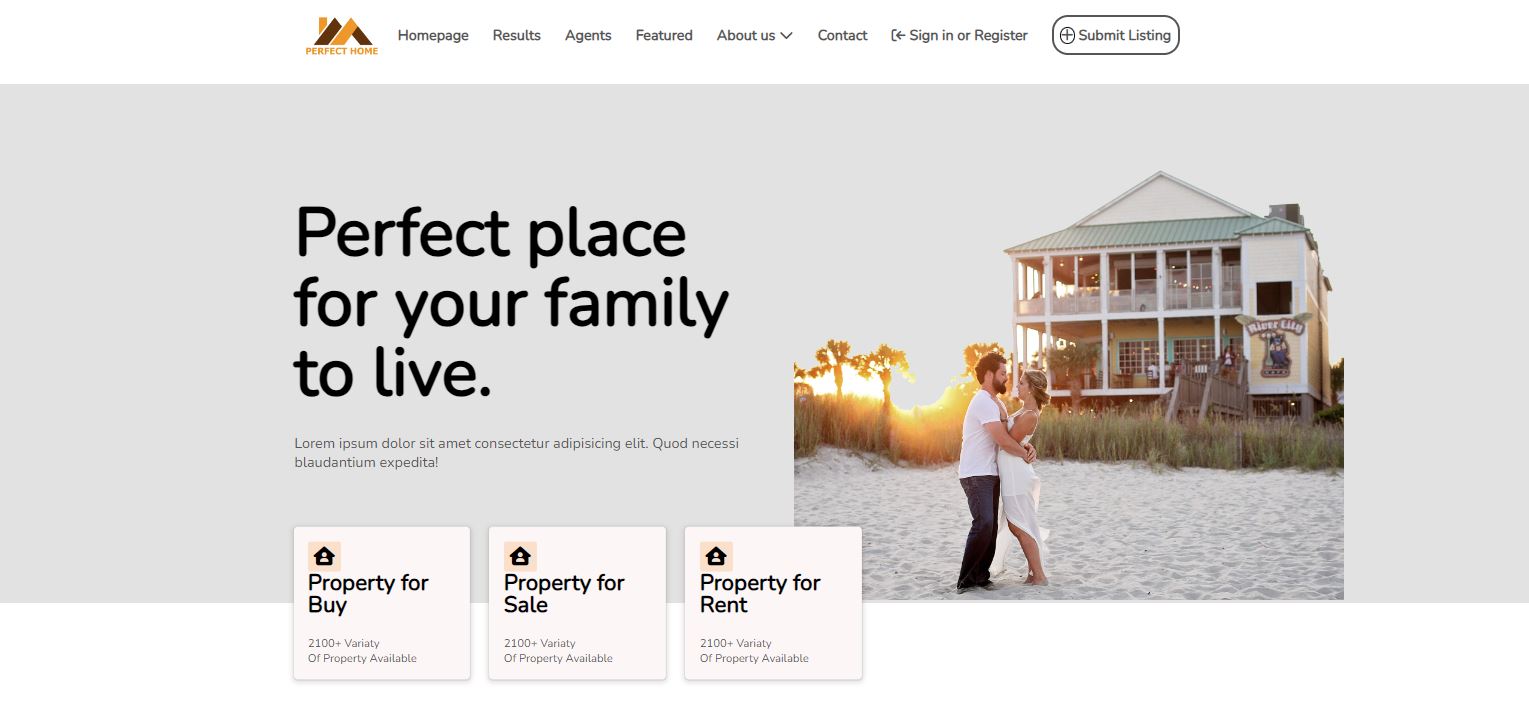 PERFECT HOME
Homepage Results Agents Featured About us Contact Sign in or Register Submit Listing
Perfect place
for your family
to live.
Lorem ipsum dolor sit amet consectetur adipisicing elit. Quod necessi
blaudantium expedita!
River City
Property for
Buy
2100+ Variaty
Of Property Available
Property for
Sale
2100+ Variaty
Of Property Available
Property for
Rent
2100+ Variaty
Of Property Available